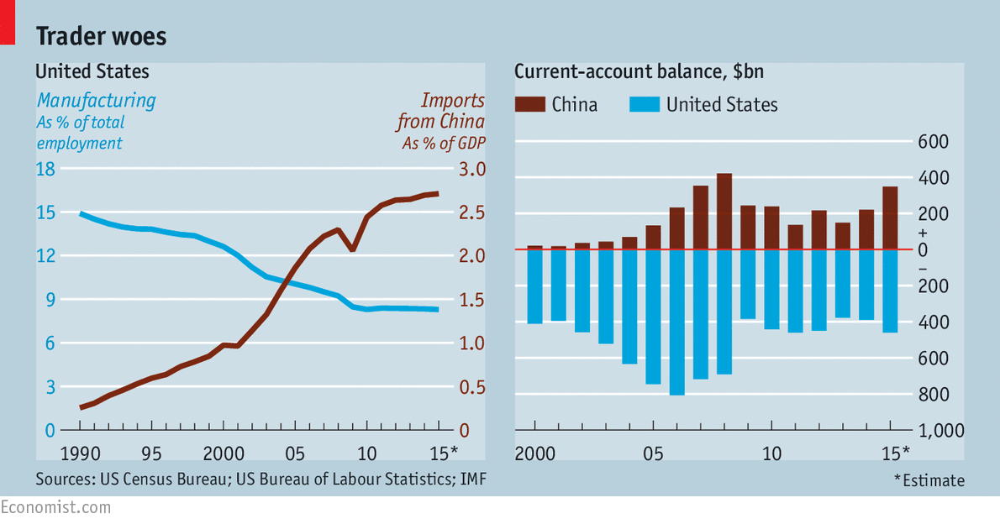 Trader woes
United States
Manufacturing
As % of total
employment
Imports
from China
As % of GDP
18
15
12
9
6
3
0
3.0
2.5
2.0
1.5
1.0
0.5
0
1990 95 2000 05 10 15*
Current-account balance, $bn
China United States
600
400
200
+
0
–
200
400
600
800
1,000
2000 05 10 15*
Sources: US Census Bureau; US Bureau of Labour Statistics; IMF
*Estimate
Economist.com